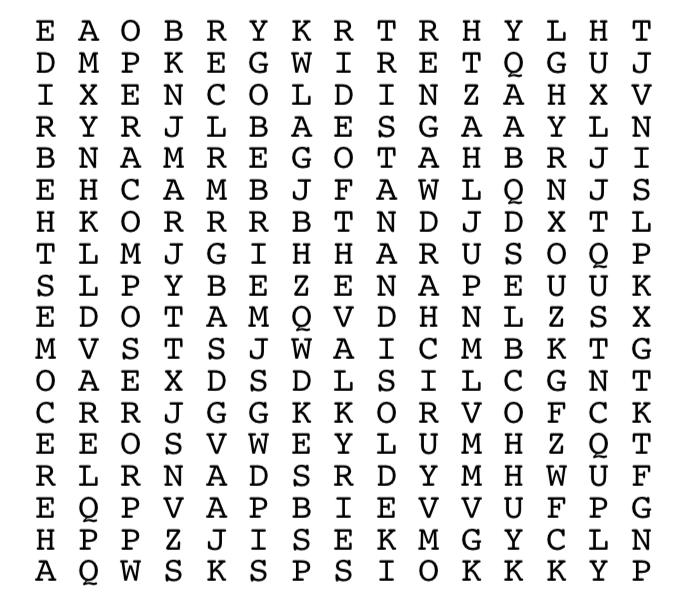 E A O B R Y K R T R H Y L H T
D M P K E G W I R E T Q G U J
I X E N C O L D I N Z A H X V
R Y R J L B A E S G A A Y L N
B N A M R E G O T A H B R J I
E H C A M B J F A W L Q N J S
H K O R R R B T N D J D X T L
T L M J G I H H A R U S O Q P
S L P Y B E Z E N A P E U U K
E D O T A M Q V D H N L Z S X
M V S T S J W A I C M B K T G
O A E X D S D L S I L C G N T
C R R J G G K K O R V O F C K
E E O S V W E Y L U M H Z Q T
R L R N A D S R D Y M H W U F
E Q P V A P B I E V V U F P G
H P P Z J I S E K M G Y C L N
A Q W S K S P S I O K K K Y P